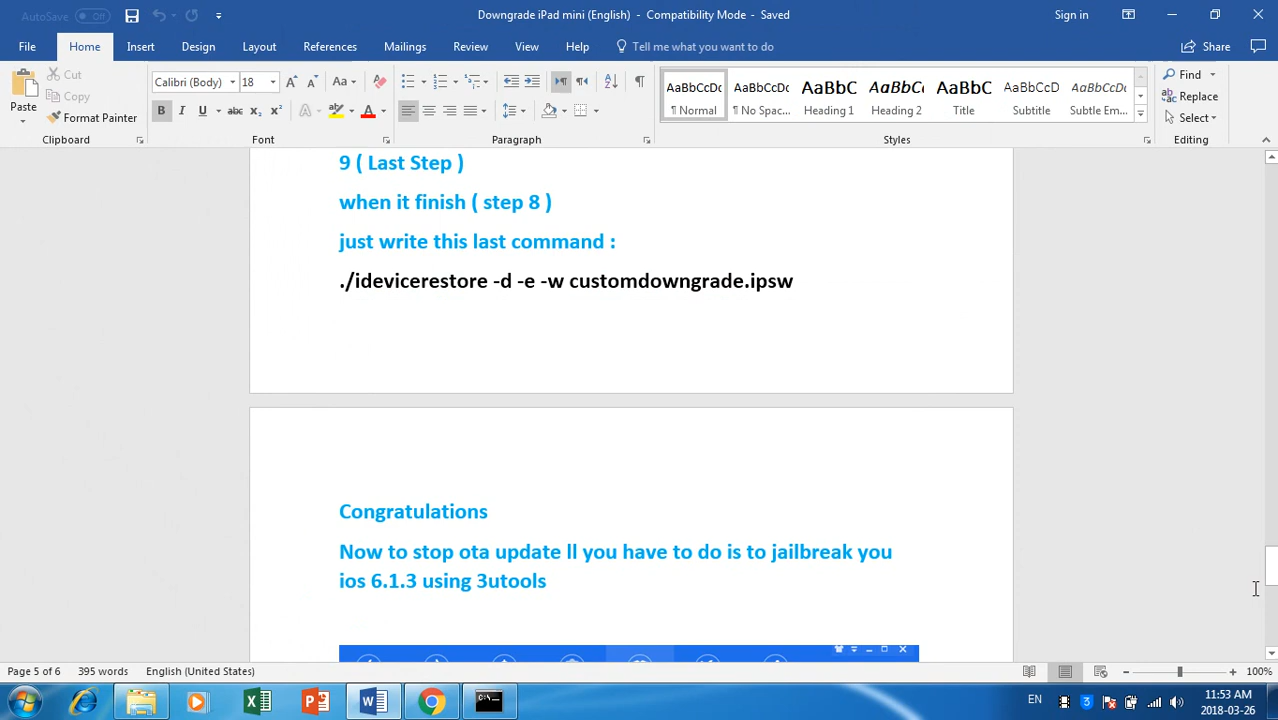 AutoSave Off
Downgrade iPad mini (English) - Compatibility Mode - Saved
Sign in
File Home Insert Design Layout References Mailings Review View Help Tell me what you want to do Share
Paste
Cut
Copy
Format Painter
Clipboard
Calibri (Body) 18
Font
Paragraph
AaBbCcDc AaBbCcDc AaBbC AaBbCc AaBbC AaBbCcD AaBbCcDc
¶ Normal ¶ No Spac... Heading 1 Heading 2 Title Subtitle Subtle Em...
Styles
Find
Replace
Select
Editing
9 ( Last Step )
when it finish ( step 8 )
just write this last command :
./idevicerestore -d -e -w customdowngrade.ipsw
Congratulations
Now to stop ota update ll you have to do is to jailbreak you
ios 6.1.3 using 3utools
Page 5 of 6 395 words English (United States) 100%
EN
11:53 AM
2018-03-26